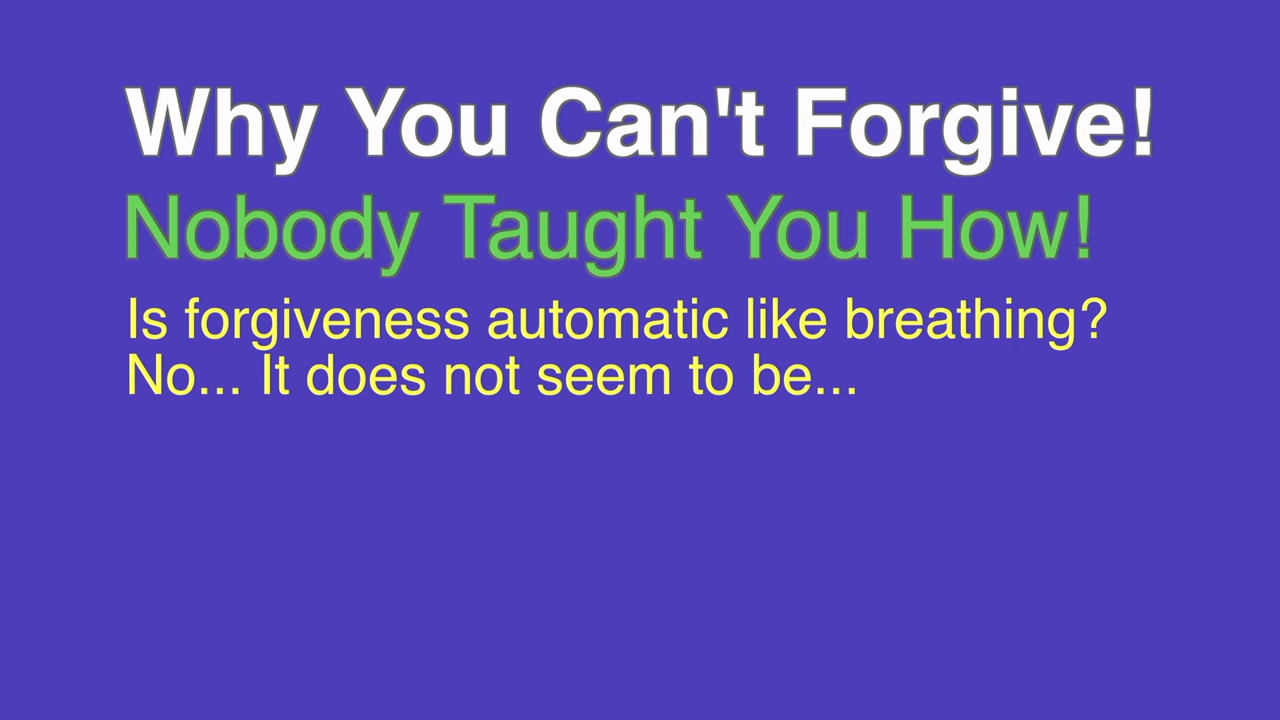 Why You Can't Forgive!
Nobody Taught You How!
Is forgiveness automatic like breathing?
No... It does not seem to be...